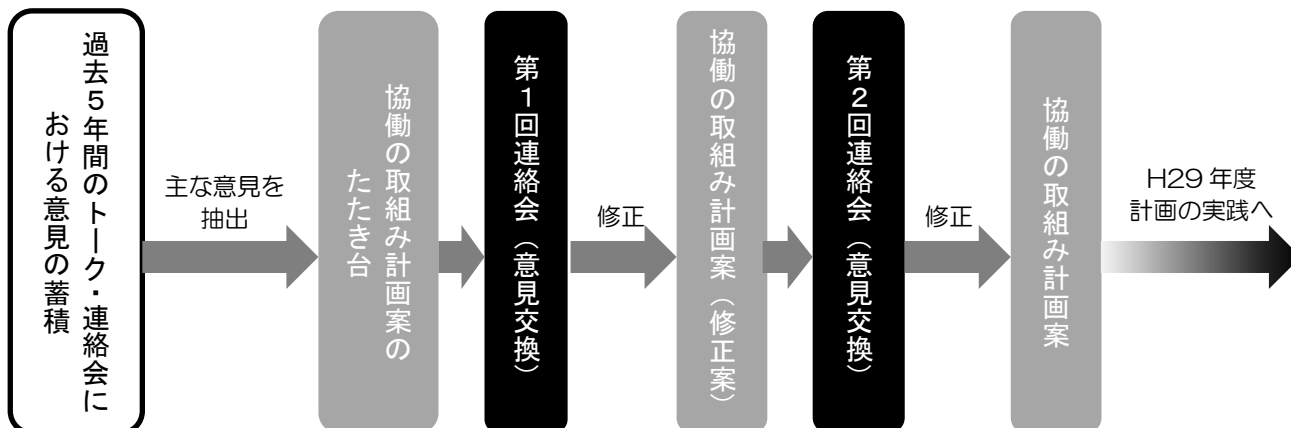 過去５年間のトーク・連絡会に
おける意見の蓄積
主な意見を
抽出
協働の取組み計画案の
たたき台
第１回連絡会（意見交換）
修正
協働の取組み計画案（修正案）
第２回連絡会（意見交換）
修正
協働の取組み計画案
H29 年度
計画の実践へ